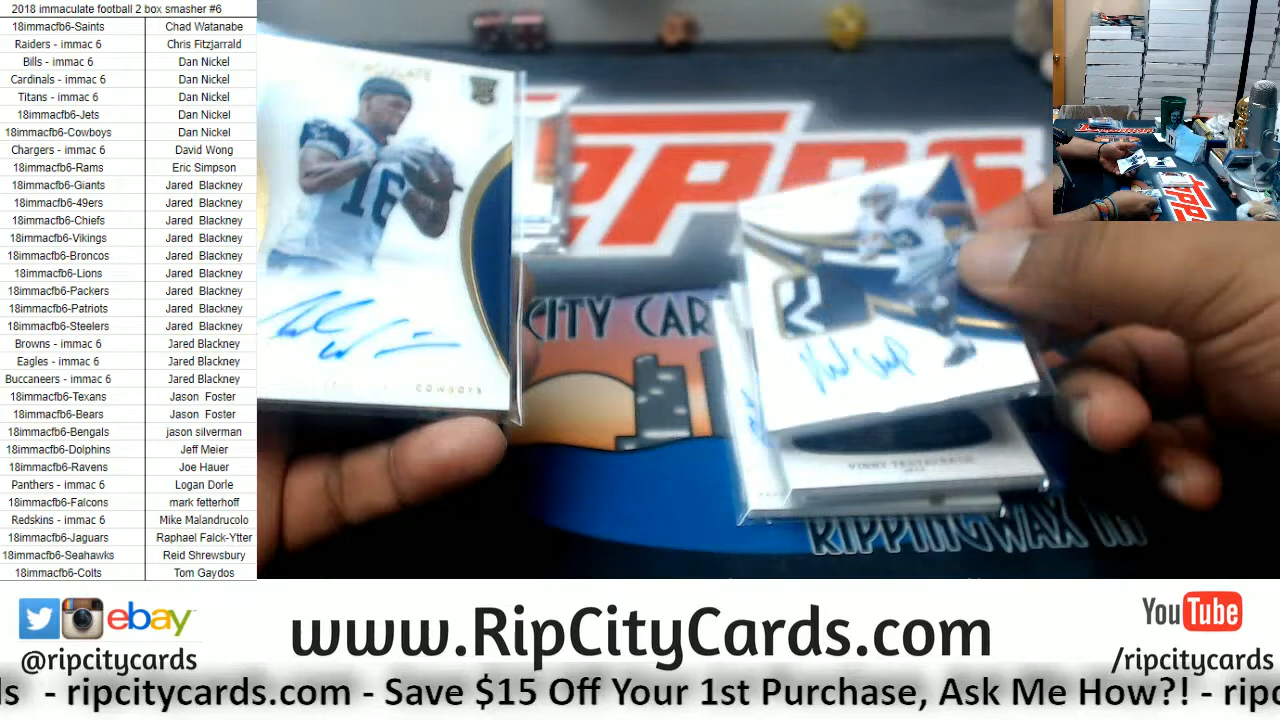 2018 immaculate football 2 box smasher #6
18immacfb6-Saints Chad Watanabe
Raiders - immac 6 Chris Fitzjarrald
Bills - immac 6 Dan Nickel
Cardinals - immac 6 Dan Nickel
Titans - immac 6 Dan Nickel
18immacfb6-Jets Dan Nickel
18immacfb6-Cowboys Dan Nickel
Chargers - immac 6 David Wong
18immacfb6-Rams Eric Simpson
18immacfb6-Giants Jared Blackney
18immacfb6-49ers Jared Blackney
18immacfb6-Chiefs Jared Blackney
18immacfb6-Vikings Jared Blackney
18immacfb6-Broncos Jared Blackney
18immacfb6-Lions Jared Blackney
18immacfb6-Packers Jared Blackney
18immacfb6-Patriots Jared Blackney
18immacfb6-Steelers Jared Blackney
Browns - immac 6 Jared Blackney
Eagles - immac 6 Jared Blackney
Buccaneers - immac 6 Jared Blackney
18immacfb6-Texans Jason Foster
18immacfb6-Bears Jason Foster
18immacfb6-Bengals jason silverman
18immacfb6-Dolphins Jeff Meier
18immacfb6-Ravens Joe Hauer
Panthers - immac 6 Logan Dorle
18immacfb6-Falcons mark fetterhoff
Redskins - immac 6 Mike Malandrucolo
18immacfb6-Jaguars Raphael Falck-Ytter
18immacfb6-Seahawks Reid Shrewsbury
18immacfb6-Colts Tom Gaydos
16
COWBOYS
Topps
CITY CAR
RIPPINGWAX
ebay
@ripcitycards
www.RipCityCards.com
YouTube
/ripcitycards
ds - ripcitycards.com - Save $15 Off Your 1st Purchase, Ask Me How?! - ripc